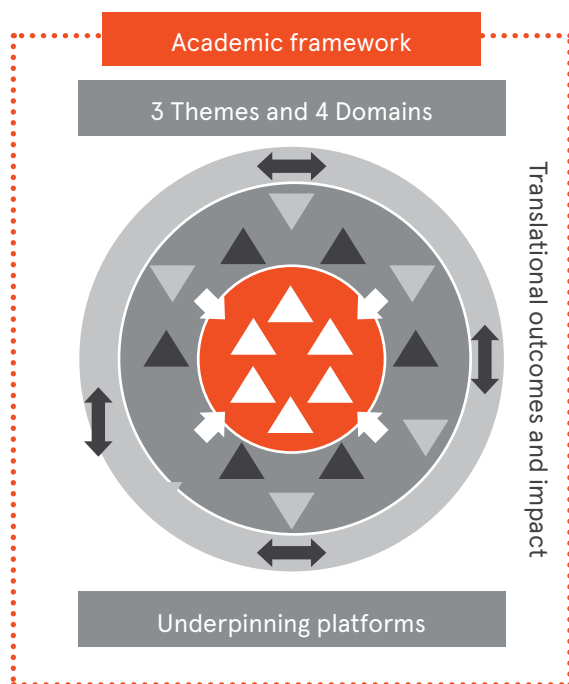 Academic framework
3 Themes and 4 Domains
Translational outcomes and impact
Underpinning platforms